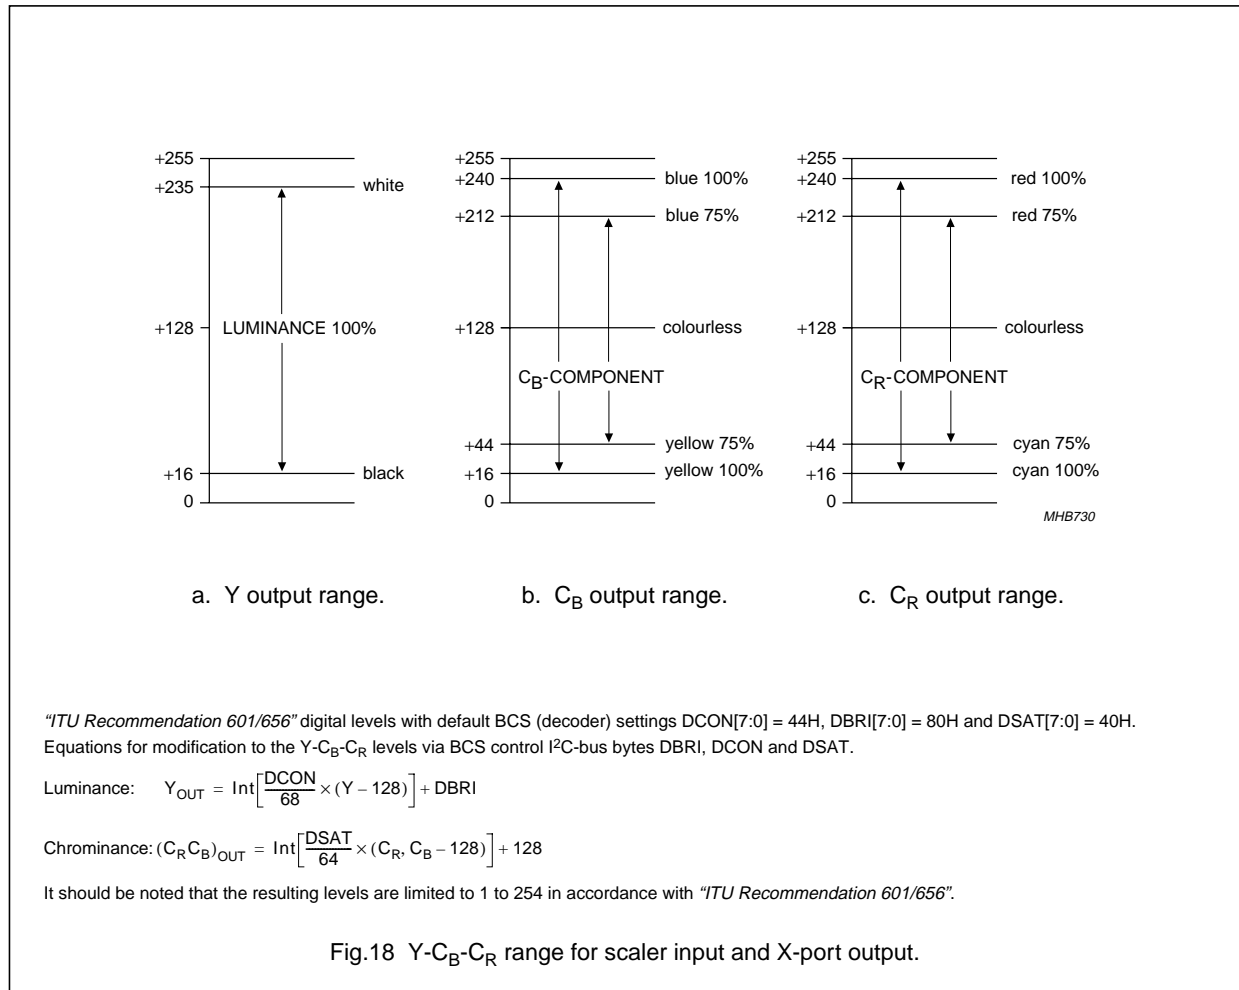 +255
+235
white
+128
LUMINANCE 100%
+16
black
0
+255
+240
blue 100%
+212
blue 75%
+128
colourless
CB-COMPONENT
+44
yellow 75%
+16
yellow 100%
0
+255
+240
red 100%
+212
red 75%
+128
colourless
CR-COMPONENT
+44
cyan 75%
+16
cyan 100%
0
MHB730
a. Y output range.
b. CB output range.
c. CR output range.
“ITU Recommendation 601/656” digital levels with default BCS (decoder) settings DCON[7:0] = 44H, DBRI[7:0] = 80H and DSAT[7:0] = 40H.
Equations for modification to the Y-CB-CR levels via BCS control I²C-bus bytes DBRI, DCON and DSAT.
Luminance: YOUT = Int[DCON/68 × (Y – 128)] + DBRI
Chrominance: (CRCB)OUT = Int[DSAT/64 × (CR, CB – 128)] + 128
It should be noted that the resulting levels are limited to 1 to 254 in accordance with “ITU Recommendation 601/656”.
Fig.18 Y-CB-CR range for scaler input and X-port output.